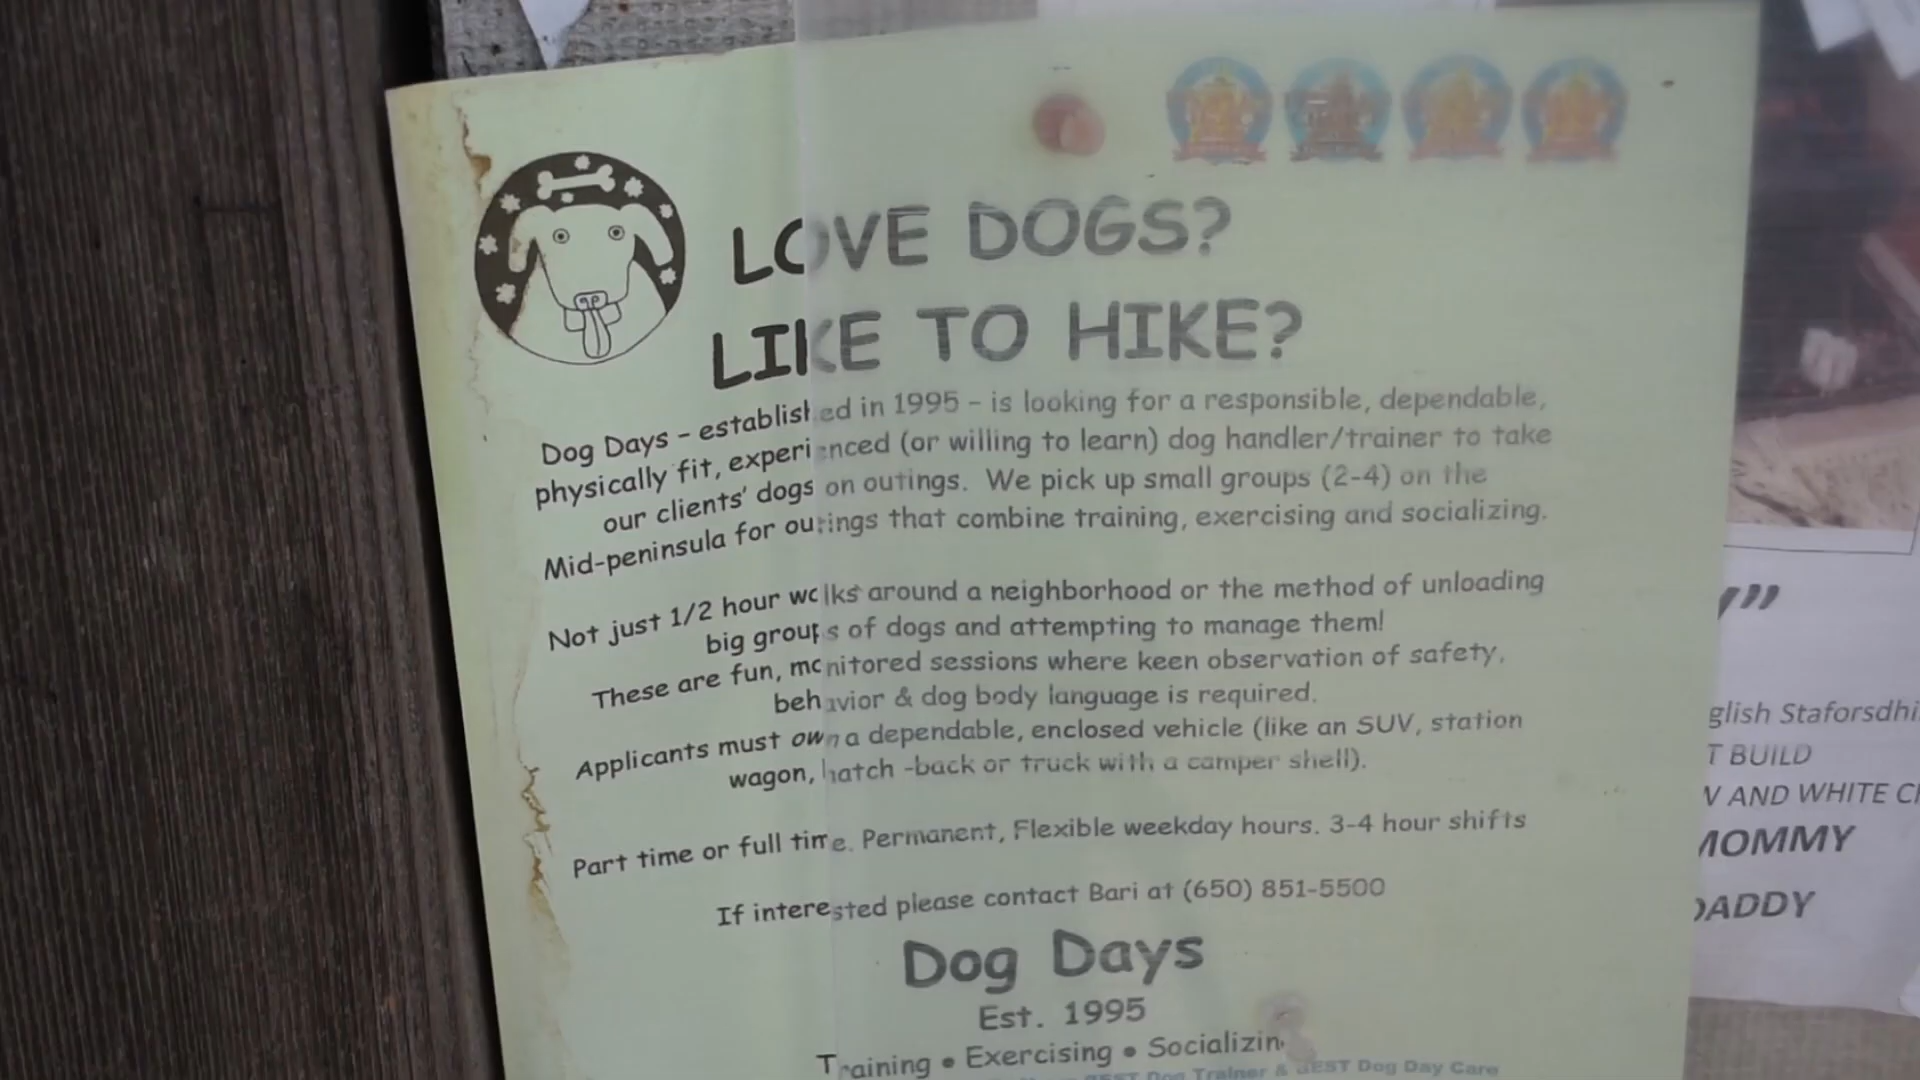 LOVE DOGS?
LIKE TO HIKE?
Dog Days - established in 1995 - is looking for a responsible, dependable,
physically fit, experienced (or willing to learn) dog handler/trainer to take
our clients' dogs on outings. We pick up small groups (2-4) on the
Mid-peninsula for outings that combine training, exercising and socializing.
Not just 1/2 hour walks around a neighborhood or the method of unloading
big groups of dogs and attempting to manage them!
These are fun, monitored sessions where keen observation of safety,
behavior & dog body language is required.
Applicants must own a dependable, enclosed vehicle (like an SUV, station
wagon, hatch -back or truck with a camper shell).
Part time or full time. Permanent, Flexible weekday hours. 3-4 hour shifts
If interested please contact Bari at (650) 851-5500
Dog Days
Est. 1995
Training • Exercising • Socializin
BEST Dog Trainer & BEST Dog Day Care
y”
glish Staforsdhi
T BUILD
AND WHITE
MOMMY
DADDY